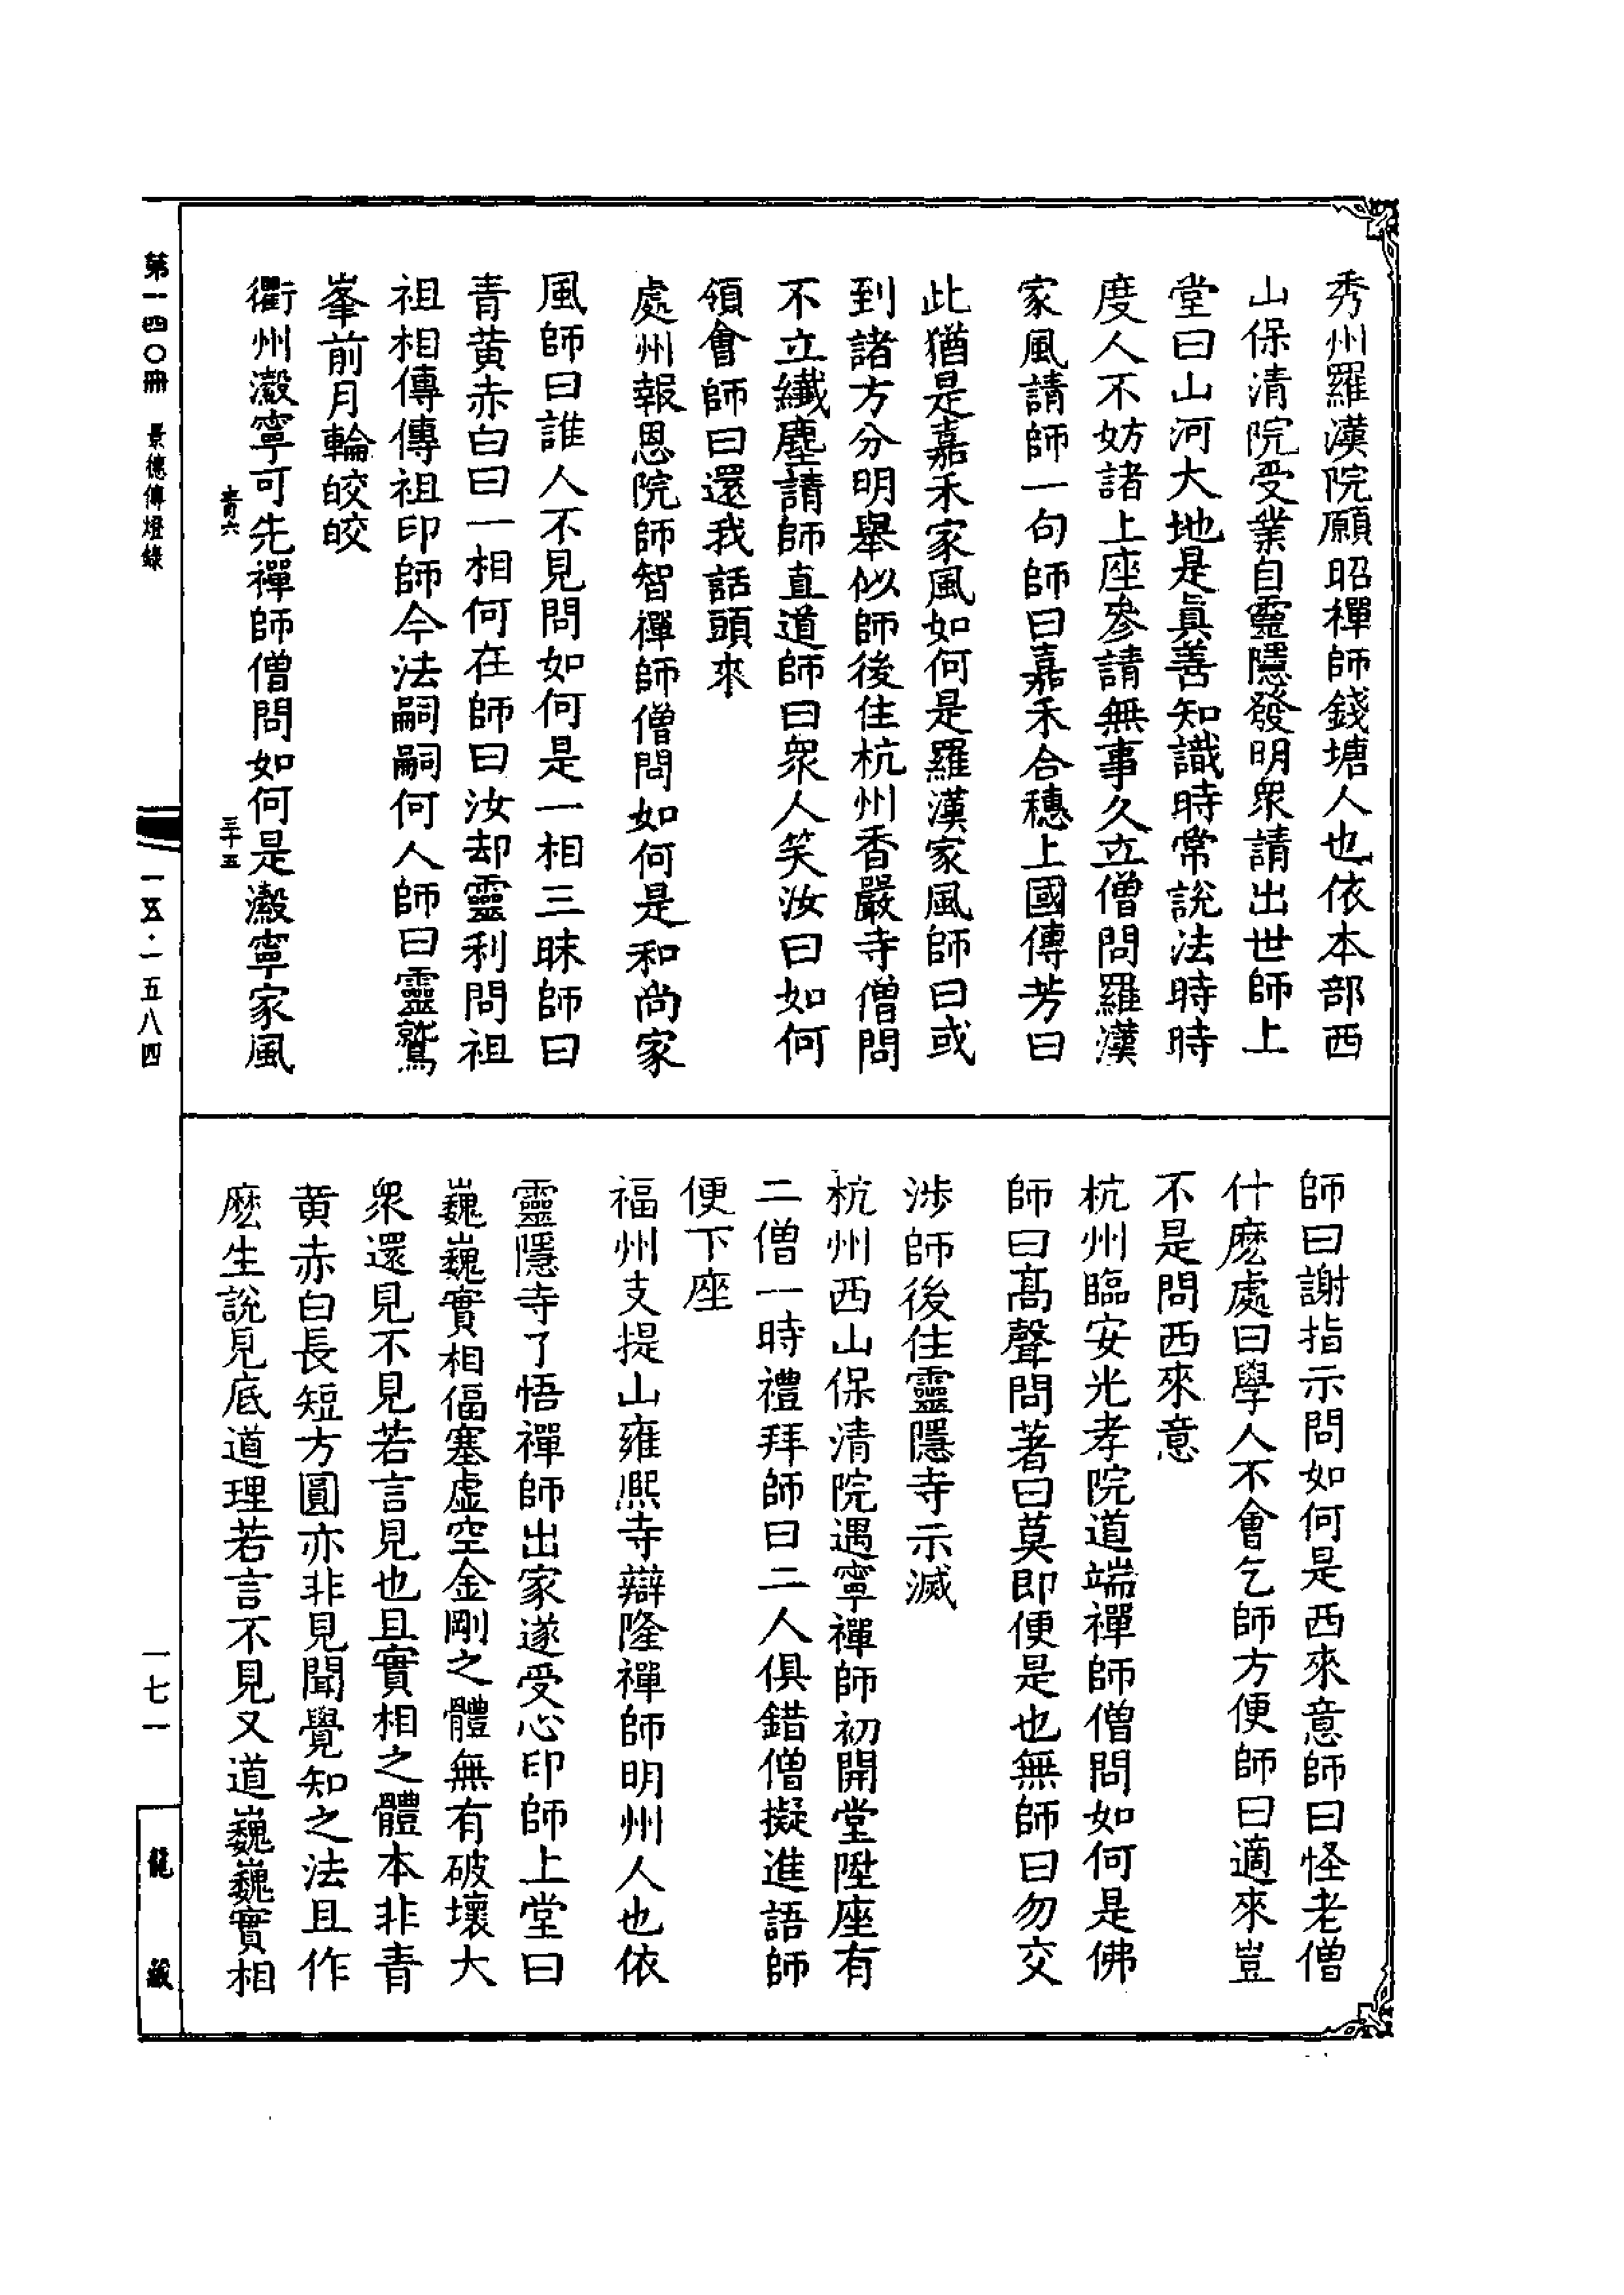 秀州羅漢院願昭禪師錢塘人也依本部西
山保清院受業自靈隱發明衆請出世師上
堂曰山河大地是眞善知識時常說法時時
度人不妨諸上座參請無事久立僧問羅漢
家風請師一句師曰嘉禾合穗上國傳芳曰
此猶是嘉禾家風如何是羅漢家風師曰或
到諸方分明舉似師後住杭州香嚴寺僧問
不立纖塵請師直道師曰衆人笑汝曰如何
領會師曰還我話頭來
處州報恩院師智禪師僧問如何是和尚家
風師曰誰人不見問如何是一相三昧師曰
青黄赤白曰一相何在師曰汝却靈利問祖
祖相傳傳祖印師今法嗣嗣何人師曰靈鷲
峯前月輪皎皎
衢州瀫寧可先禪師僧問如何是瀫寧家風
師曰謝指示問如何是西來意師曰怪老僧
什麽處曰學人不會乞師方便師曰適來豈
不是問西來意
杭州臨安光孝院道端禪師僧問如何是佛
師曰髙聲問著曰莫即便是也無師曰勿交
涉師後住靈隱寺示滅
杭州西山保清院遇寧禪師初開堂陞座有
二僧一時禮拜師曰二人俱錯僧擬進語師
便下座
福州支提山雍熙寺辯隆禪師明州人也依
靈隱寺了悟禪師出家遂受心印師上堂曰
巍巍實相偪塞虛空金剛之體無有破壞大
衆還見不見若言見也且實相之體本非青
黄赤白長短方圓亦非見聞覺知之法且作
麽生說見底道理若言不見又道巍巍實相
第一四〇冊 景德傳燈錄
青六 三十五
一五·一五八四
一七一
龍藏